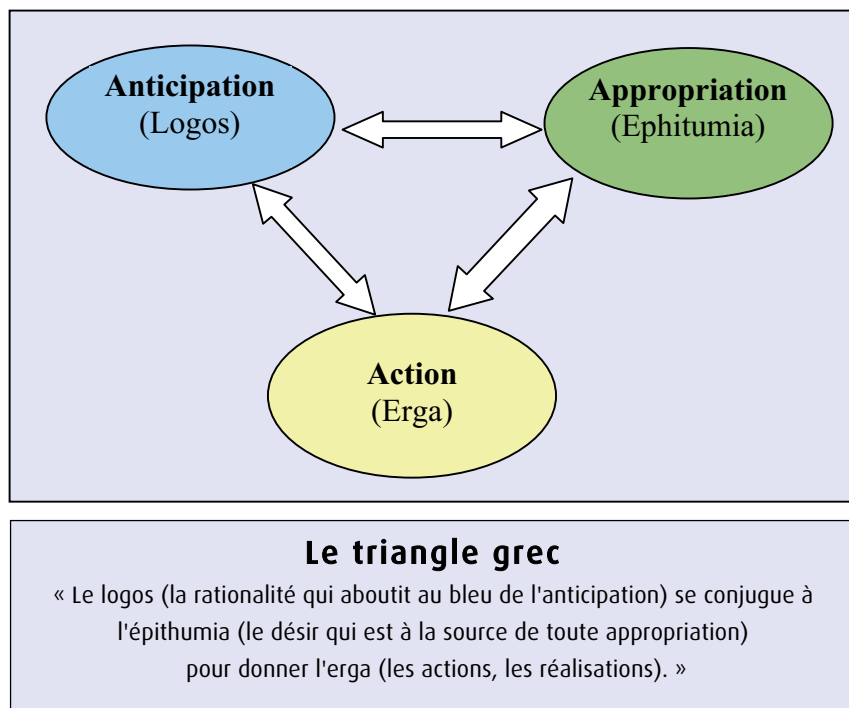 Anticipation
(Logos)
Appropriation
(Ephitumia)
Action
(Erga)
Le triangle grec
« Le logos (la rationalité qui aboutit au bleu de l'anticipation) se conjugue à
l'épithumia (le désir qui est à la source de toute appropriation)
pour donner l'erga (les actions, les réalisations). »